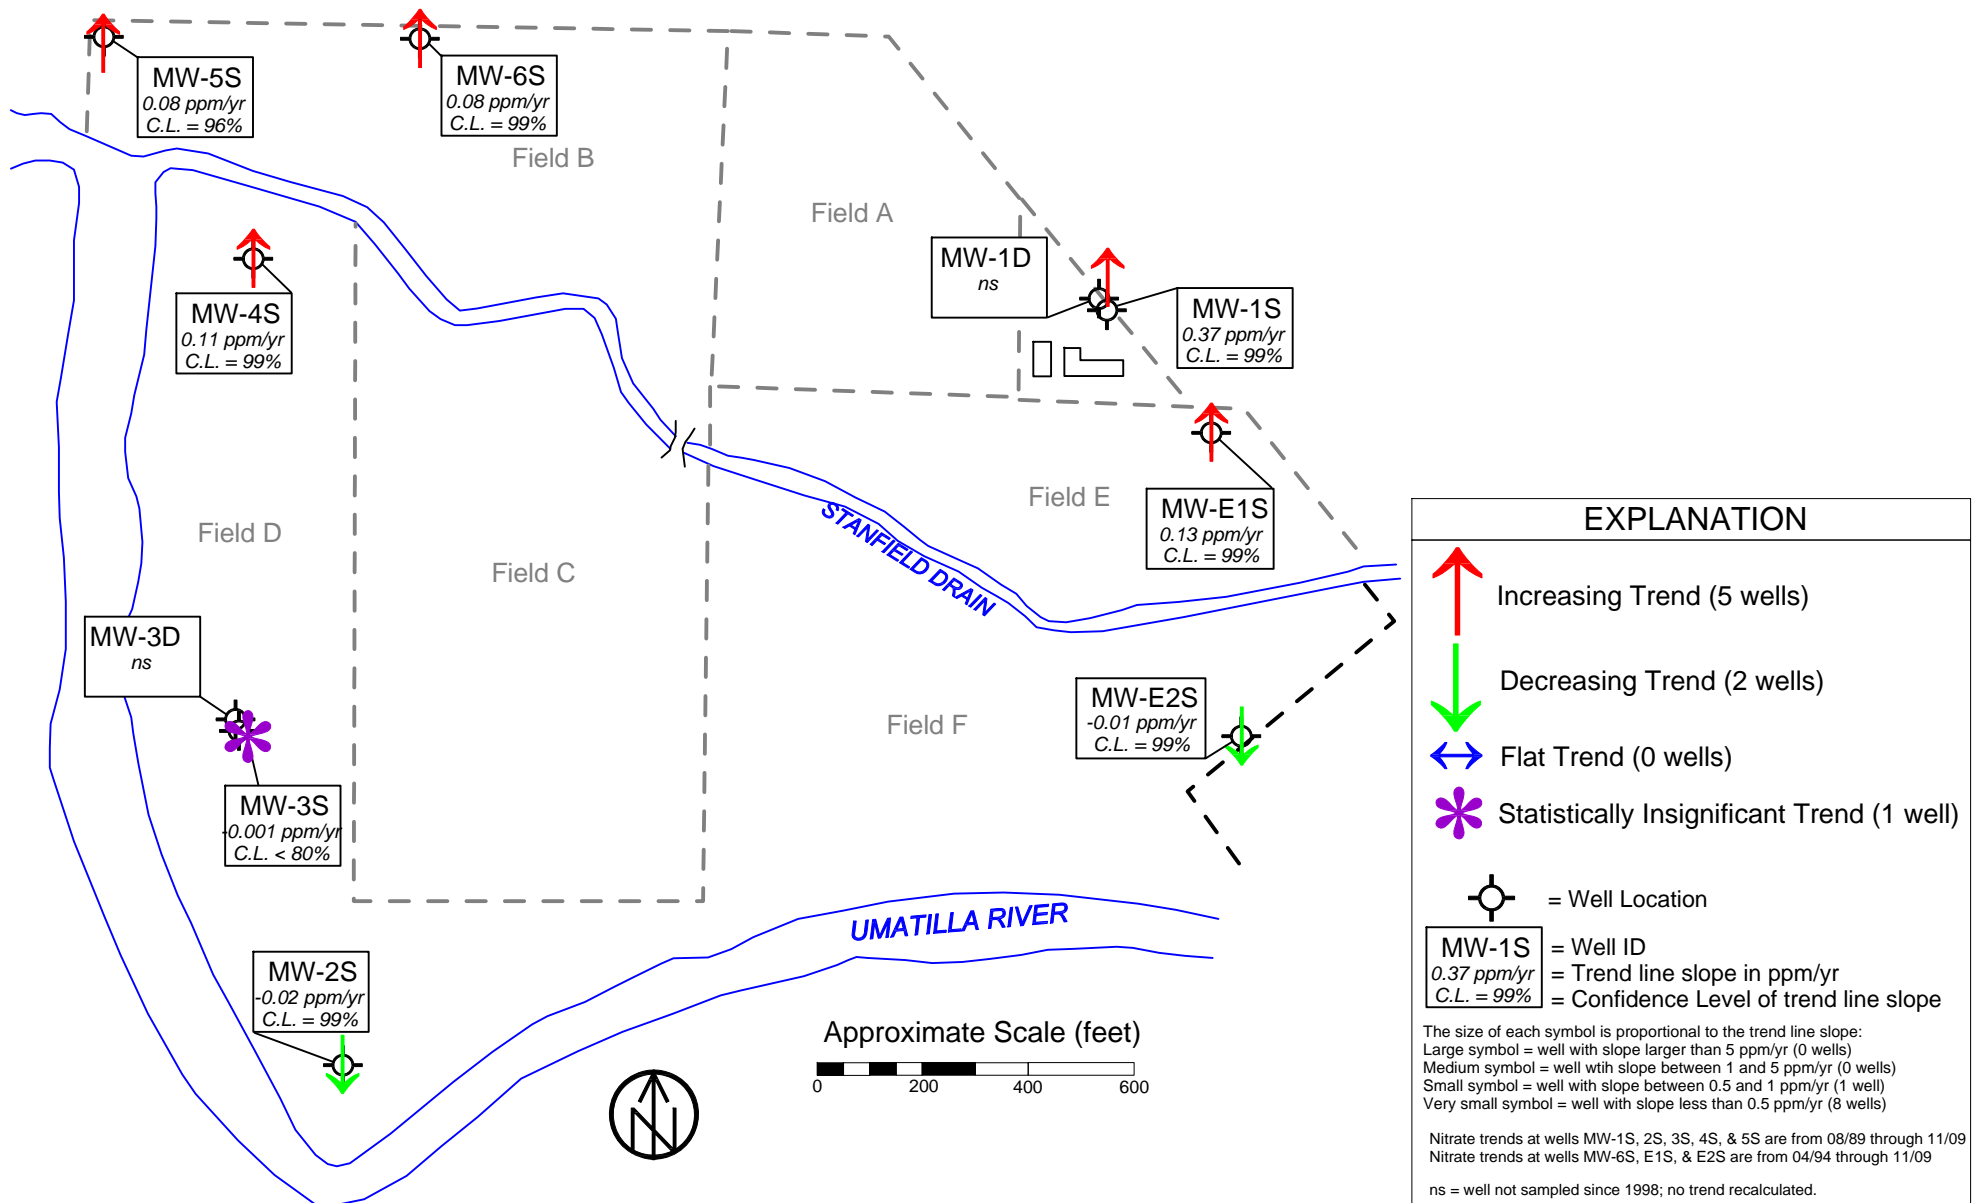 MW-5S
0.08 ppm/yr
C.L. = 96%
MW-6S
0.08 ppm/yr
C.L. = 99%
Field B
Field A
MW-1D
ns
MW-1S
0.37 ppm/yr
C.L. = 99%
MW-4S
0.11 ppm/yr
C.L. = 99%
Field E
MW-E1S
0.13 ppm/yr
C.L. = 99%
STANFIELD DRAIN
Field D
Field C
MW-3D
ns
MW-E2S
-0.01 ppm/yr
C.L. = 99%
Field F
MW-3S
-0.001 ppm/yr
C.L. < 80%
UMATILLA RIVER
MW-2S
-0.02 ppm/yr
C.L. = 99%
Approximate Scale (feet)
0 200 400 600
N
EXPLANATION
Increasing Trend (5 wells)
Decreasing Trend (2 wells)
Flat Trend (0 wells)
Statistically Insignificant Trend (1 well)
= Well Location
MW-1S = Well ID
0.37 ppm/yr = Trend line slope in ppm/yr
C.L. = 99% = Confidence Level of trend line slope
The size of each symbol is proportional to the trend line slope:
Large symbol = well with slope larger than 5 ppm/yr (0 wells)
Medium symbol = well wtih slope between 1 and 5 ppm/yr (0 wells)
Small symbol = well with slope between 0.5 and 1 ppm/yr (1 well)
Very small symbol = well with slope less than 0.5 ppm/yr (8 wells)
Nitrate trends at wells MW-1S, 2S, 3S, 4S, & 5S are from 08/89 through 11/09
Nitrate trends at wells MW-6S, E1S, & E2S are from 04/94 through 11/09
ns = well not sampled since 1998; no trend recalculated.